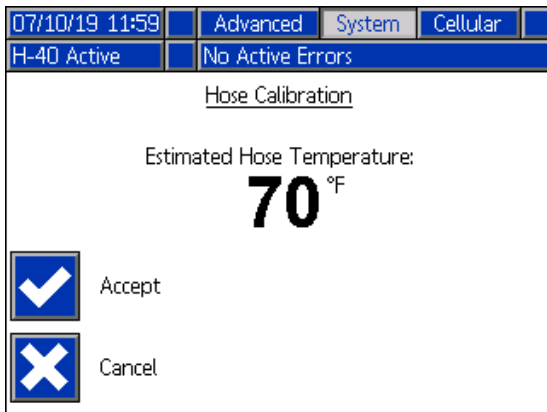 07/10/19 11:59 Advanced System Cellular
H-40 Active No Active Errors
Hose Calibration
Estimated Hose Temperature:
70 °F
Accept
Cancel